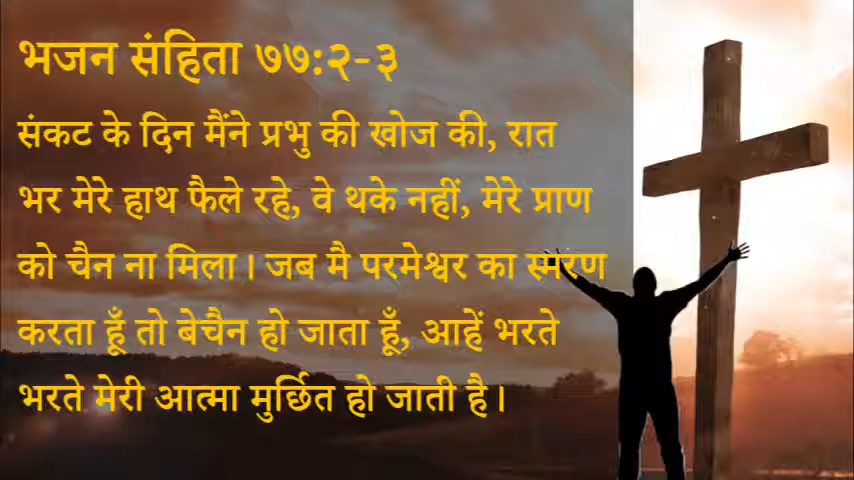 भजन संहिता ७७:२-३
संकट के दिन मैंने प्रभु की खोज की, रात
भर मेरे हाथ फैले रहे, वे थके नहीं, मेरे प्राण
को चैन ना मिला। जब मै परमेश्वर का स्मरण
करता हूँ तो बेचैन हो जाता हूँ, आहें भरते
भरते मेरी आत्मा मुर्छित हो जाती है।